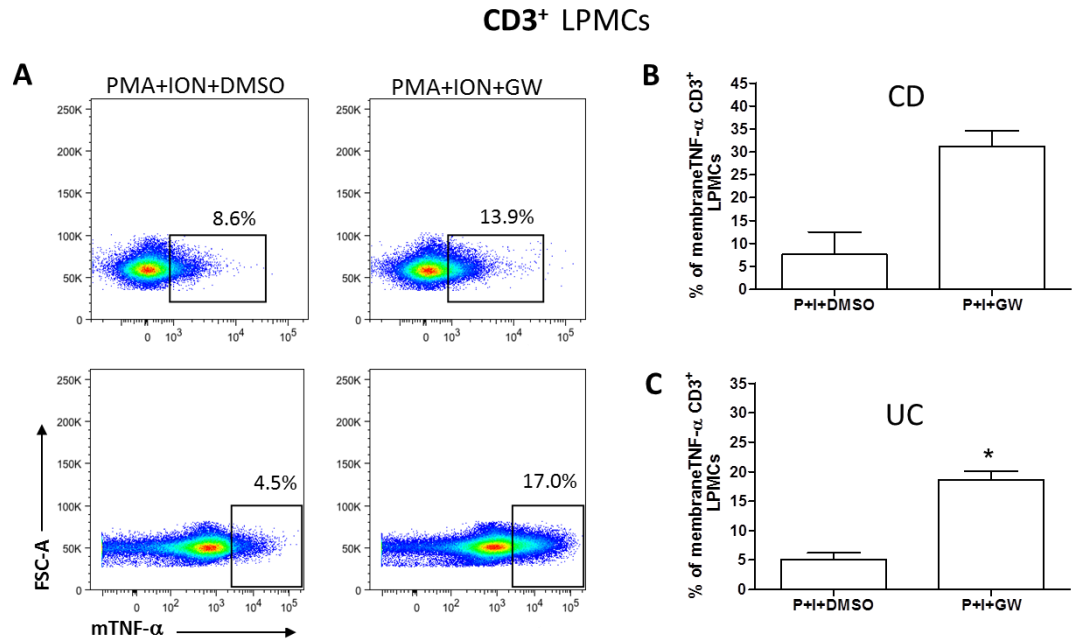 CD3⁺ LPMCs
A
PMA+ION+DMSO
PMA+ION+GW
250K
200K
150K
100K
50K
0
8.6%
0 10³ 10⁴ 10⁵
250K
200K
150K
100K
50K
0
13.9%
0 10³ 10⁴ 10⁵
250K
200K
150K
100K
50K
0
4.5%
0 10² 10³ 10⁴ 10⁵
250K
200K
150K
100K
50K
0
17.0%
0 10² 10³ 10⁴ 10⁵
FSC-A
mTNF-α
B
CD
% of membraneTNF-α CD3⁺
LPMCs
45
40
35
30
25
20
15
10
5
0
P+I+DMSO
P+I+GW
C
UC
% of membraneTNF-α CD3⁺
LPMCs
35
30
25
20
15
10
5
0
*
P+I+DMSO
P+I+GW